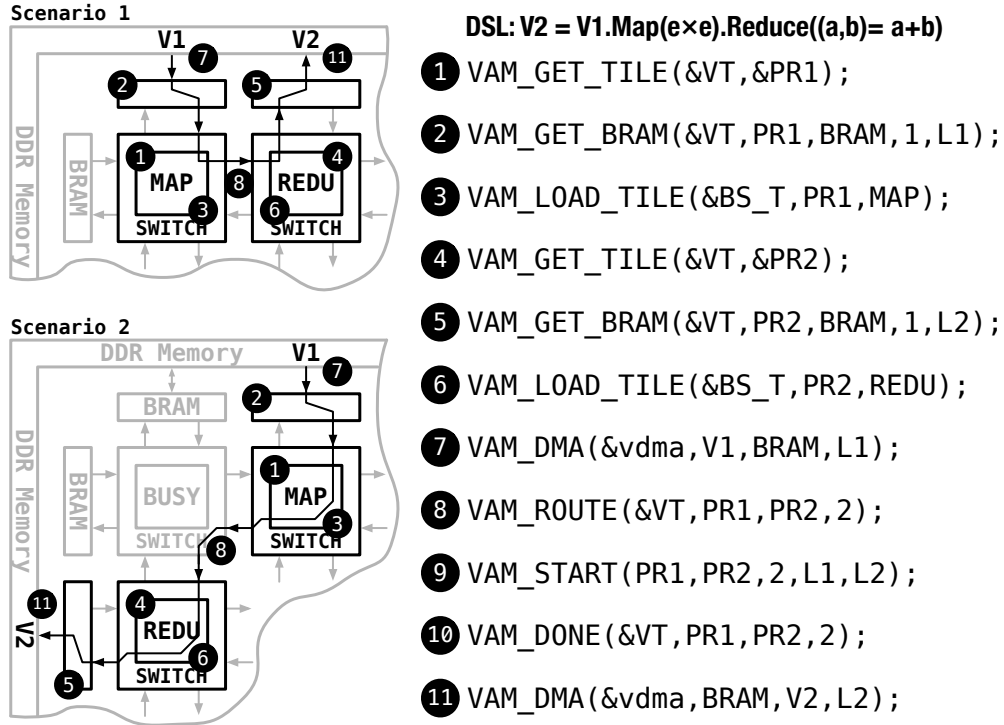 Scenario 1
V1
V2
7
11
2
5
DDR Memory
BRAM
1
4
MAP
REDU
8
3
6
SWITCH
SWITCH
Scenario 2
DDR Memory
V1
7
BRAM
2
DDR Memory
BRAM
1
BUSY
MAP
3
SWITCH
SWITCH
8
11
4
V2
REDU
6
5
SWITCH
DSL: V2 = V1.Map(e×e).Reduce((a,b)= a+b)
1 VAM_GET_TILE(&VT,&PR1);
2 VAM_GET_BRAM(&VT,PR1,BRAM,1,L1);
3 VAM_LOAD_TILE(&BS_T,PR1,MAP);
4 VAM_GET_TILE(&VT,&PR2);
5 VAM_GET_BRAM(&VT,PR2,BRAM,1,L2);
6 VAM_LOAD_TILE(&BS_T,PR2,REDU);
7 VAM_DMA(&vdma,V1,BRAM,L1);
8 VAM_ROUTE(&VT,PR1,PR2,2);
9 VAM_START(PR1,PR2,2,L1,L2);
10 VAM_DONE(&VT,PR1,PR2,2);
11 VAM_DMA(&vdma,BRAM,V2,L2);